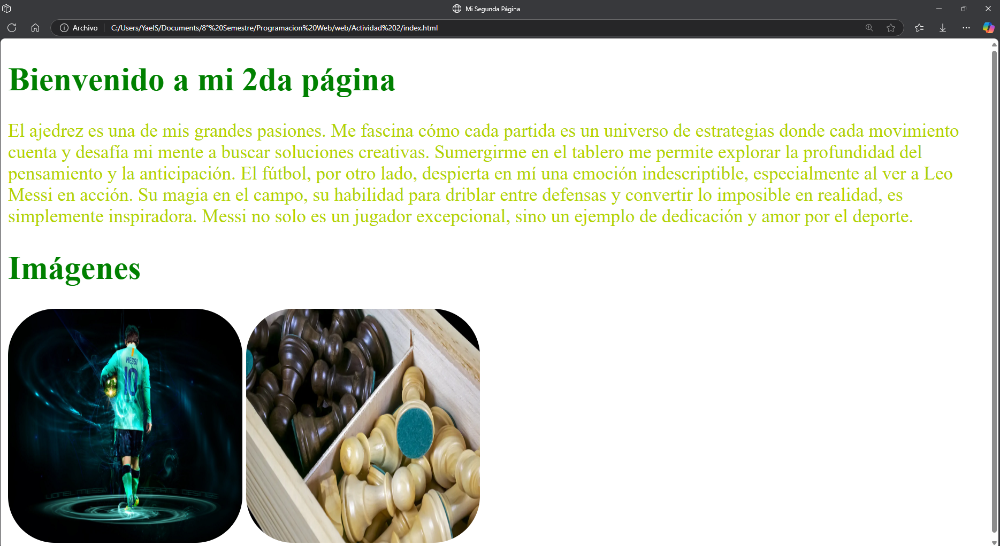 Mi Segunda Página
Archivo
C:/Users/YaelS/Documents/8°%20Semestre/Programacion%20Web/web/Actividad%202/index.html
Bienvenido a mi 2da página
El ajedrez es una de mis grandes pasiones. Me fascina cómo cada partida es un universo de estrategias donde cada movimiento
cuenta y desafía mi mente a buscar soluciones creativas. Sumergirme en el tablero me permite explorar la profundidad del
pensamiento y la anticipación. El fútbol, por otro lado, despierta en mí una emoción indescriptible, especialmente al ver a Leo
Messi en acción. Su magia en el campo, su habilidad para driblar entre defensas y convertir lo imposible en realidad, es
simplemente inspiradora. Messi no solo es un jugador excepcional, sino un ejemplo de dedicación y amor por el deporte.
Imágenes
MESSI
10
LIONEL MESSI